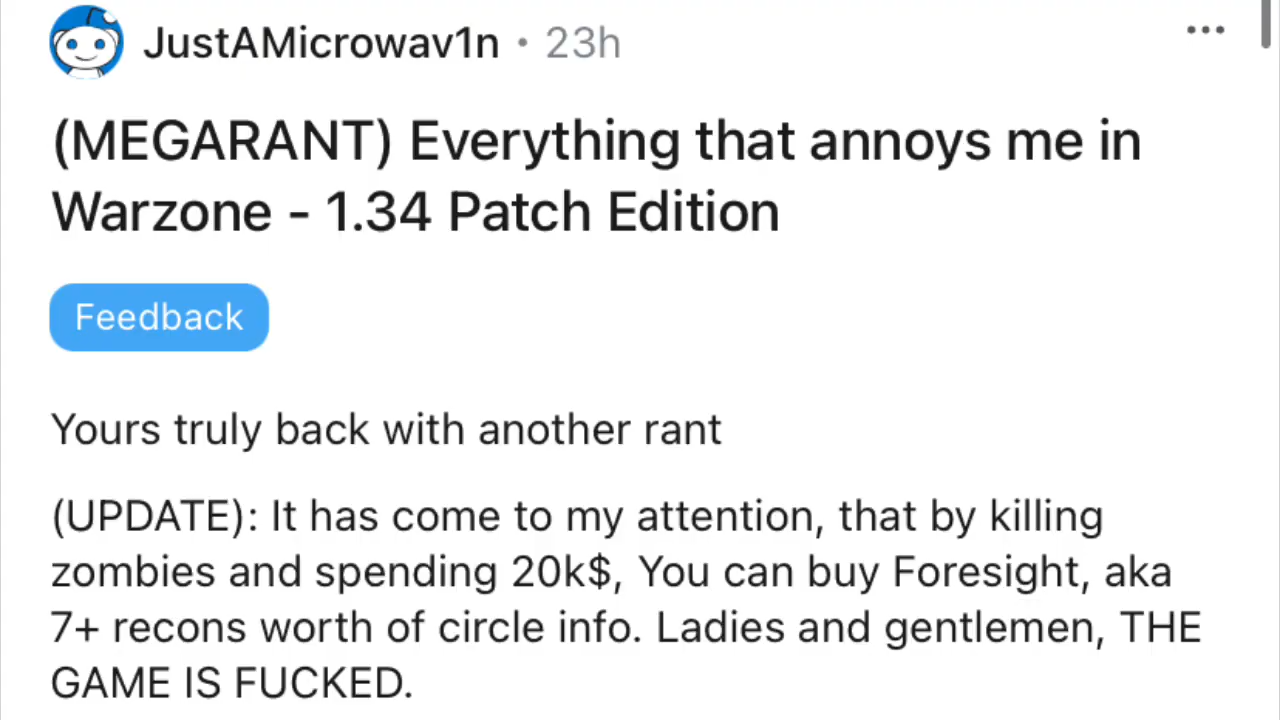 JustAMicrowav1n • 23h
(MEGARANT) Everything that annoys me in
Warzone - 1.34 Patch Edition
Feedback
Yours truly back with another rant
(UPDATE): It has come to my attention, that by killing
zombies and spending 20k$, You can buy Foresight, aka
7+ recons worth of circle info. Ladies and gentlemen, THE
GAME IS FUCKED.